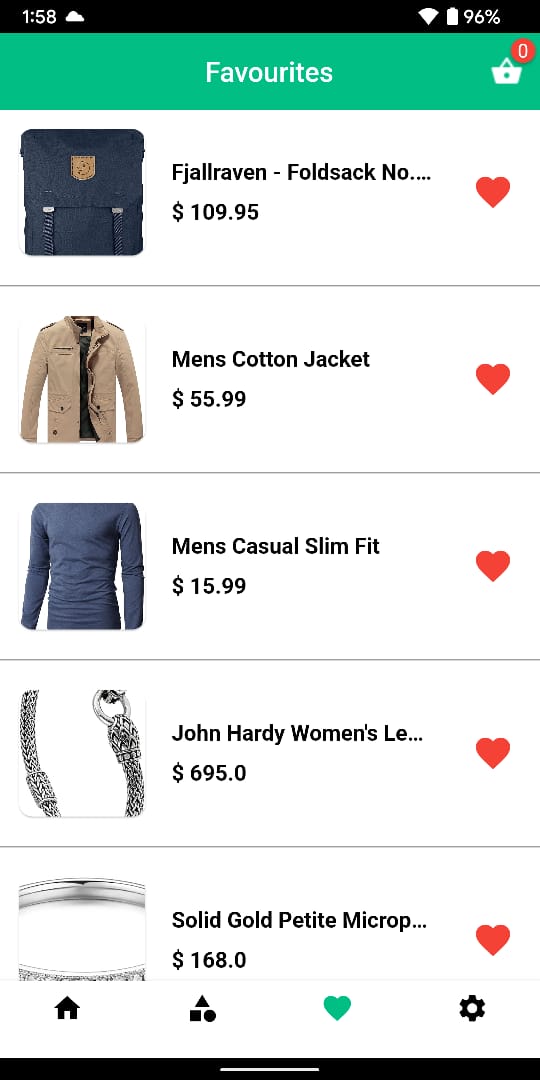 1:58
96%
Favourites
0
Fjallraven - Foldsack No.…
$ 109.95
Mens Cotton Jacket
$ 55.99
Mens Casual Slim Fit
$ 15.99
John Hardy Women's Le…
$ 695.0
Solid Gold Petite Microp…
$ 168.0